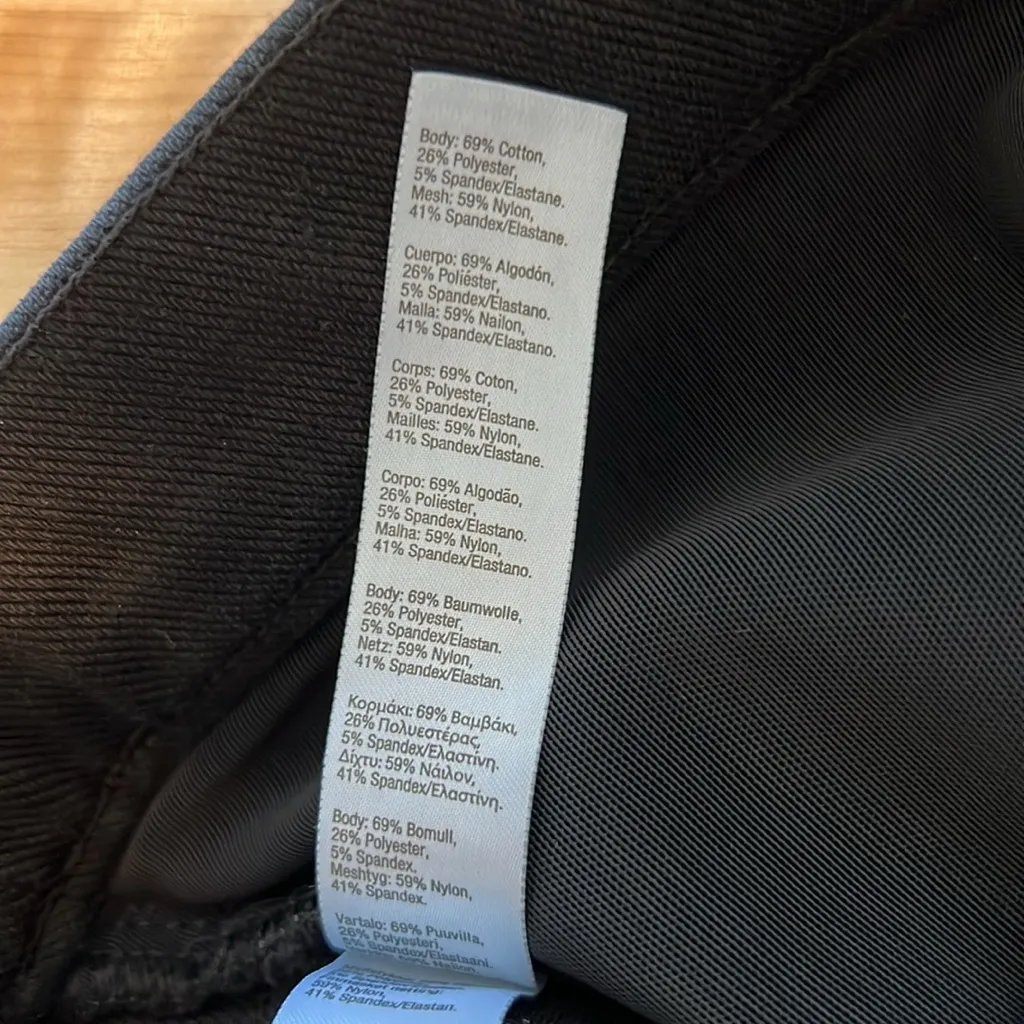 Body: 69% Cotton,
26% Polyester,
5% Spandex/Elastane.
Mesh: 59% Nylon,
41% Spandex/Elastane.
Cuerpo: 69% Algodón,
26% Poliéster,
5% Spandex/Elastano.
Malla: 59% Nailon,
41% Spandex/Elastano.
Corps: 69% Coton,
26% Polyester,
5% Spandex/Elastane.
Mailles: 59% Nylon,
41% Spandex/Elastane.
Corpo: 69% Algodão,
26% Poliéster,
5% Spandex/Elastano.
Malha: 59% Nylon,
41% Spandex/Elastano.
Body: 69% Baumwolle,
26% Polyester,
5% Spandex/Elastan.
Netz: 59% Nylon,
41% Spandex/Elastan.
Κορμάκι: 69% Βαμβάκι,
26% Πολυεστέρας,
5% Spandex/Ελαστίνη.
Δίχτυ: 59% Νάιλον,
41% Spandex/Ελαστίνη.
Body: 69% Bomull,
26% Polyester,
5% Spandex.
Meshtyg: 59% Nylon,
41% Spandex.
Vartalo: 69% Puuvilla,
26% Polyesteri,
5% Spandex/Elastaani.
59% Nailon,
59% Nylon,
41% Spandex/Elastan.